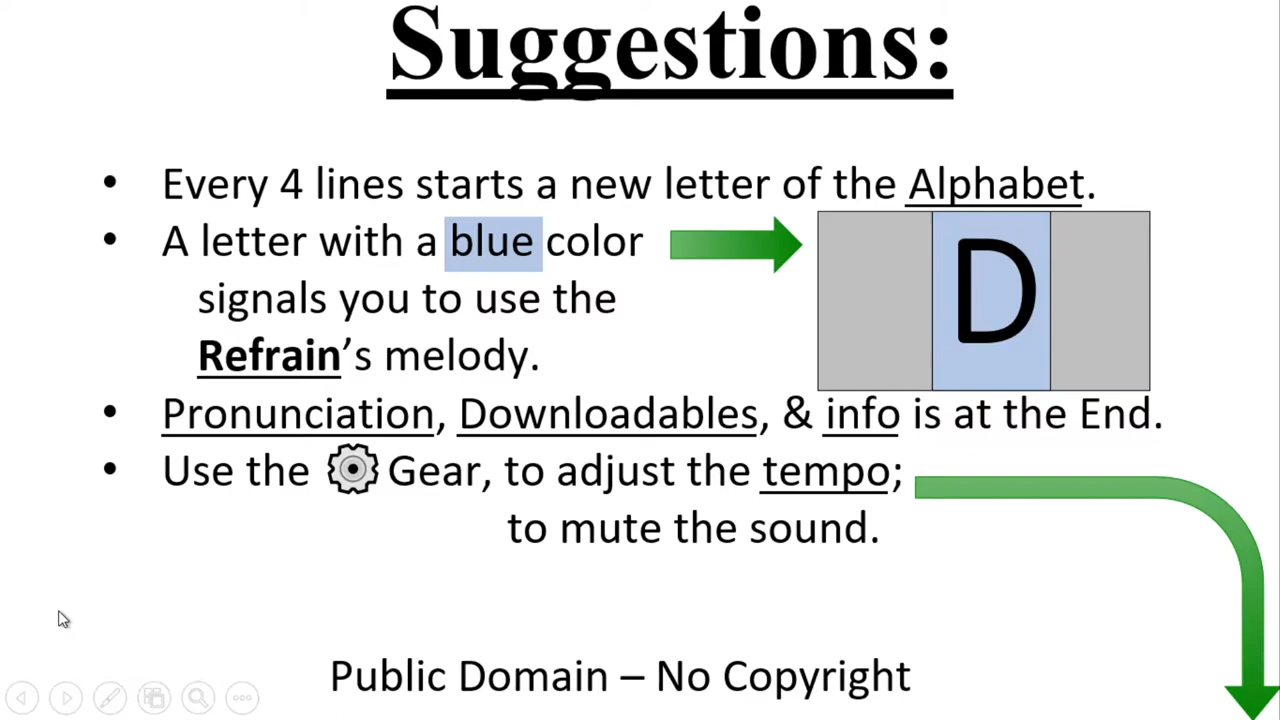 Suggestions:
• Every 4 lines starts a new letter of the Alphabet.
• A letter with a blue color
signals you to use the
Refrain’s melody.
D
• Pronunciation, Downloadables, & info is at the End.
• Use the Gear, to adjust the tempo;
to mute the sound.
Public Domain – No Copyright